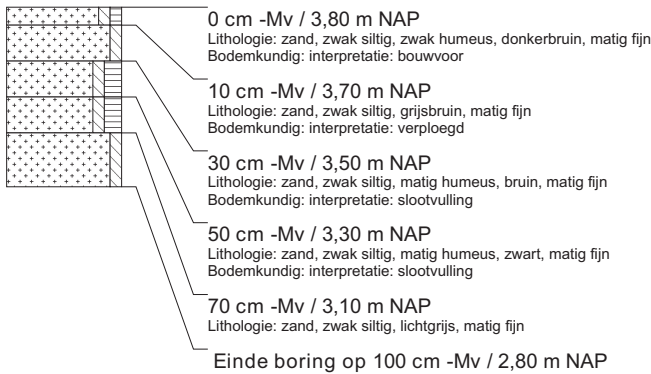 0 cm -Mv / 3,80 m NAP
Lithologie: zand, zwak siltig, zwak humeus, donkerbruin, matig fijn
Bodemkundig: interpretatie: bouwvoor
10 cm -Mv / 3,70 m NAP
Lithologie: zand, zwak siltig, grijsbruin, matig fijn
Bodemkundig: interpretatie: verploegd
30 cm -Mv / 3,50 m NAP
Lithologie: zand, zwak siltig, matig humeus, bruin, matig fijn
Bodemkundig: interpretatie: slootvulling
50 cm -Mv / 3,30 m NAP
Lithologie: zand, zwak siltig, matig humeus, zwart, matig fijn
Bodemkundig: interpretatie: slootvulling
70 cm -Mv / 3,10 m NAP
Lithologie: zand, zwak siltig, lichtgrijs, matig fijn
Einde boring op 100 cm -Mv / 2,80 m NAP